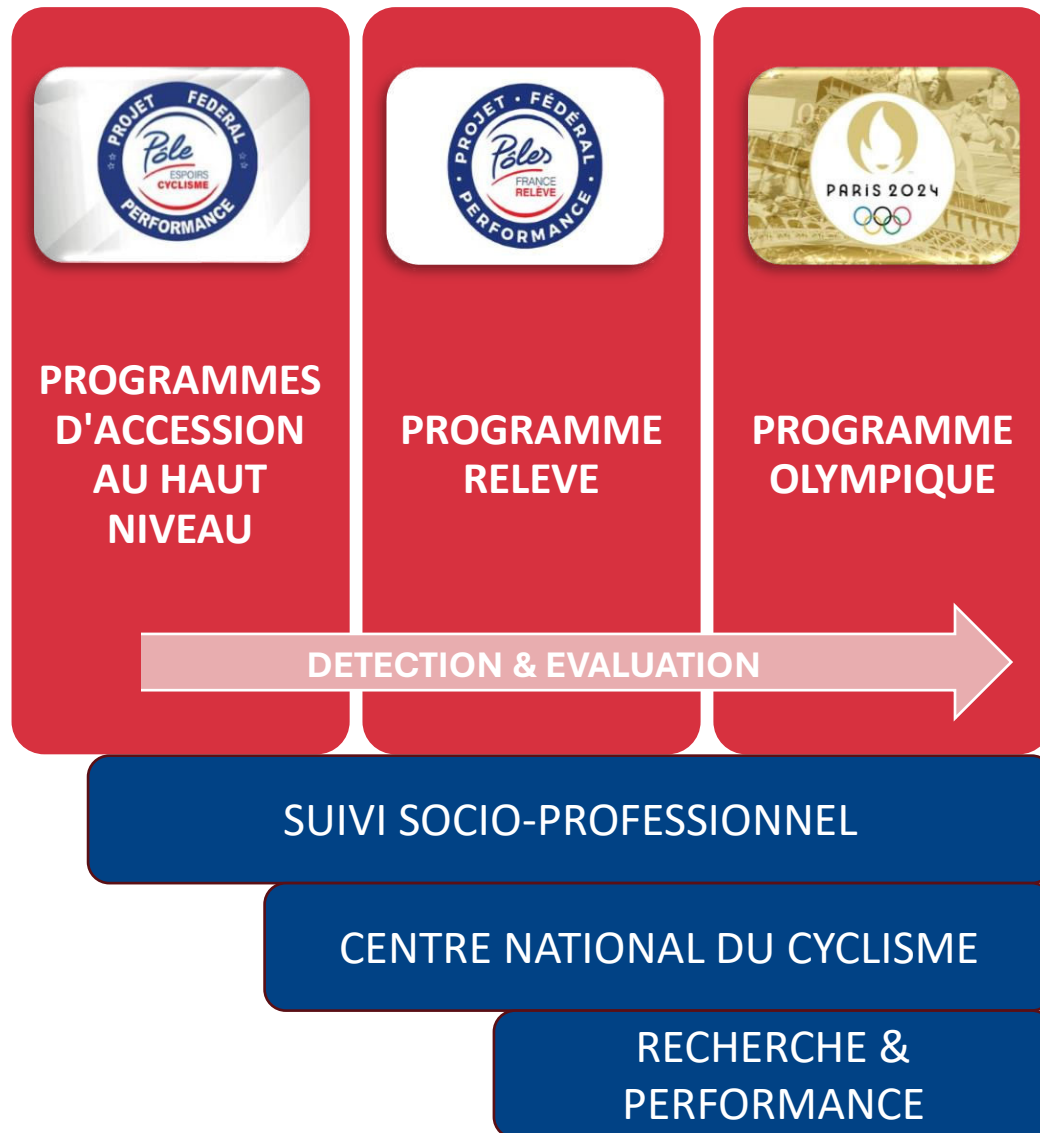 PROJET FEDERAL
Pôle
ESPOIRS
CYCLISME
PERFORMANCE
PROJET · FÉDÉRAL
Pôles
FRANCE
RELÈVE
PERFORMANCE
PARIS 2024
PROGRAMMES
D'ACCESSION
AU HAUT
NIVEAU
PROGRAMME
RELEVE
PROGRAMME
OLYMPIQUE
DETECTION & EVALUATION
SUIVI SOCIO-PROFESSIONNEL
CENTRE NATIONAL DU CYCLISME
RECHERCHE &
PERFORMANCE